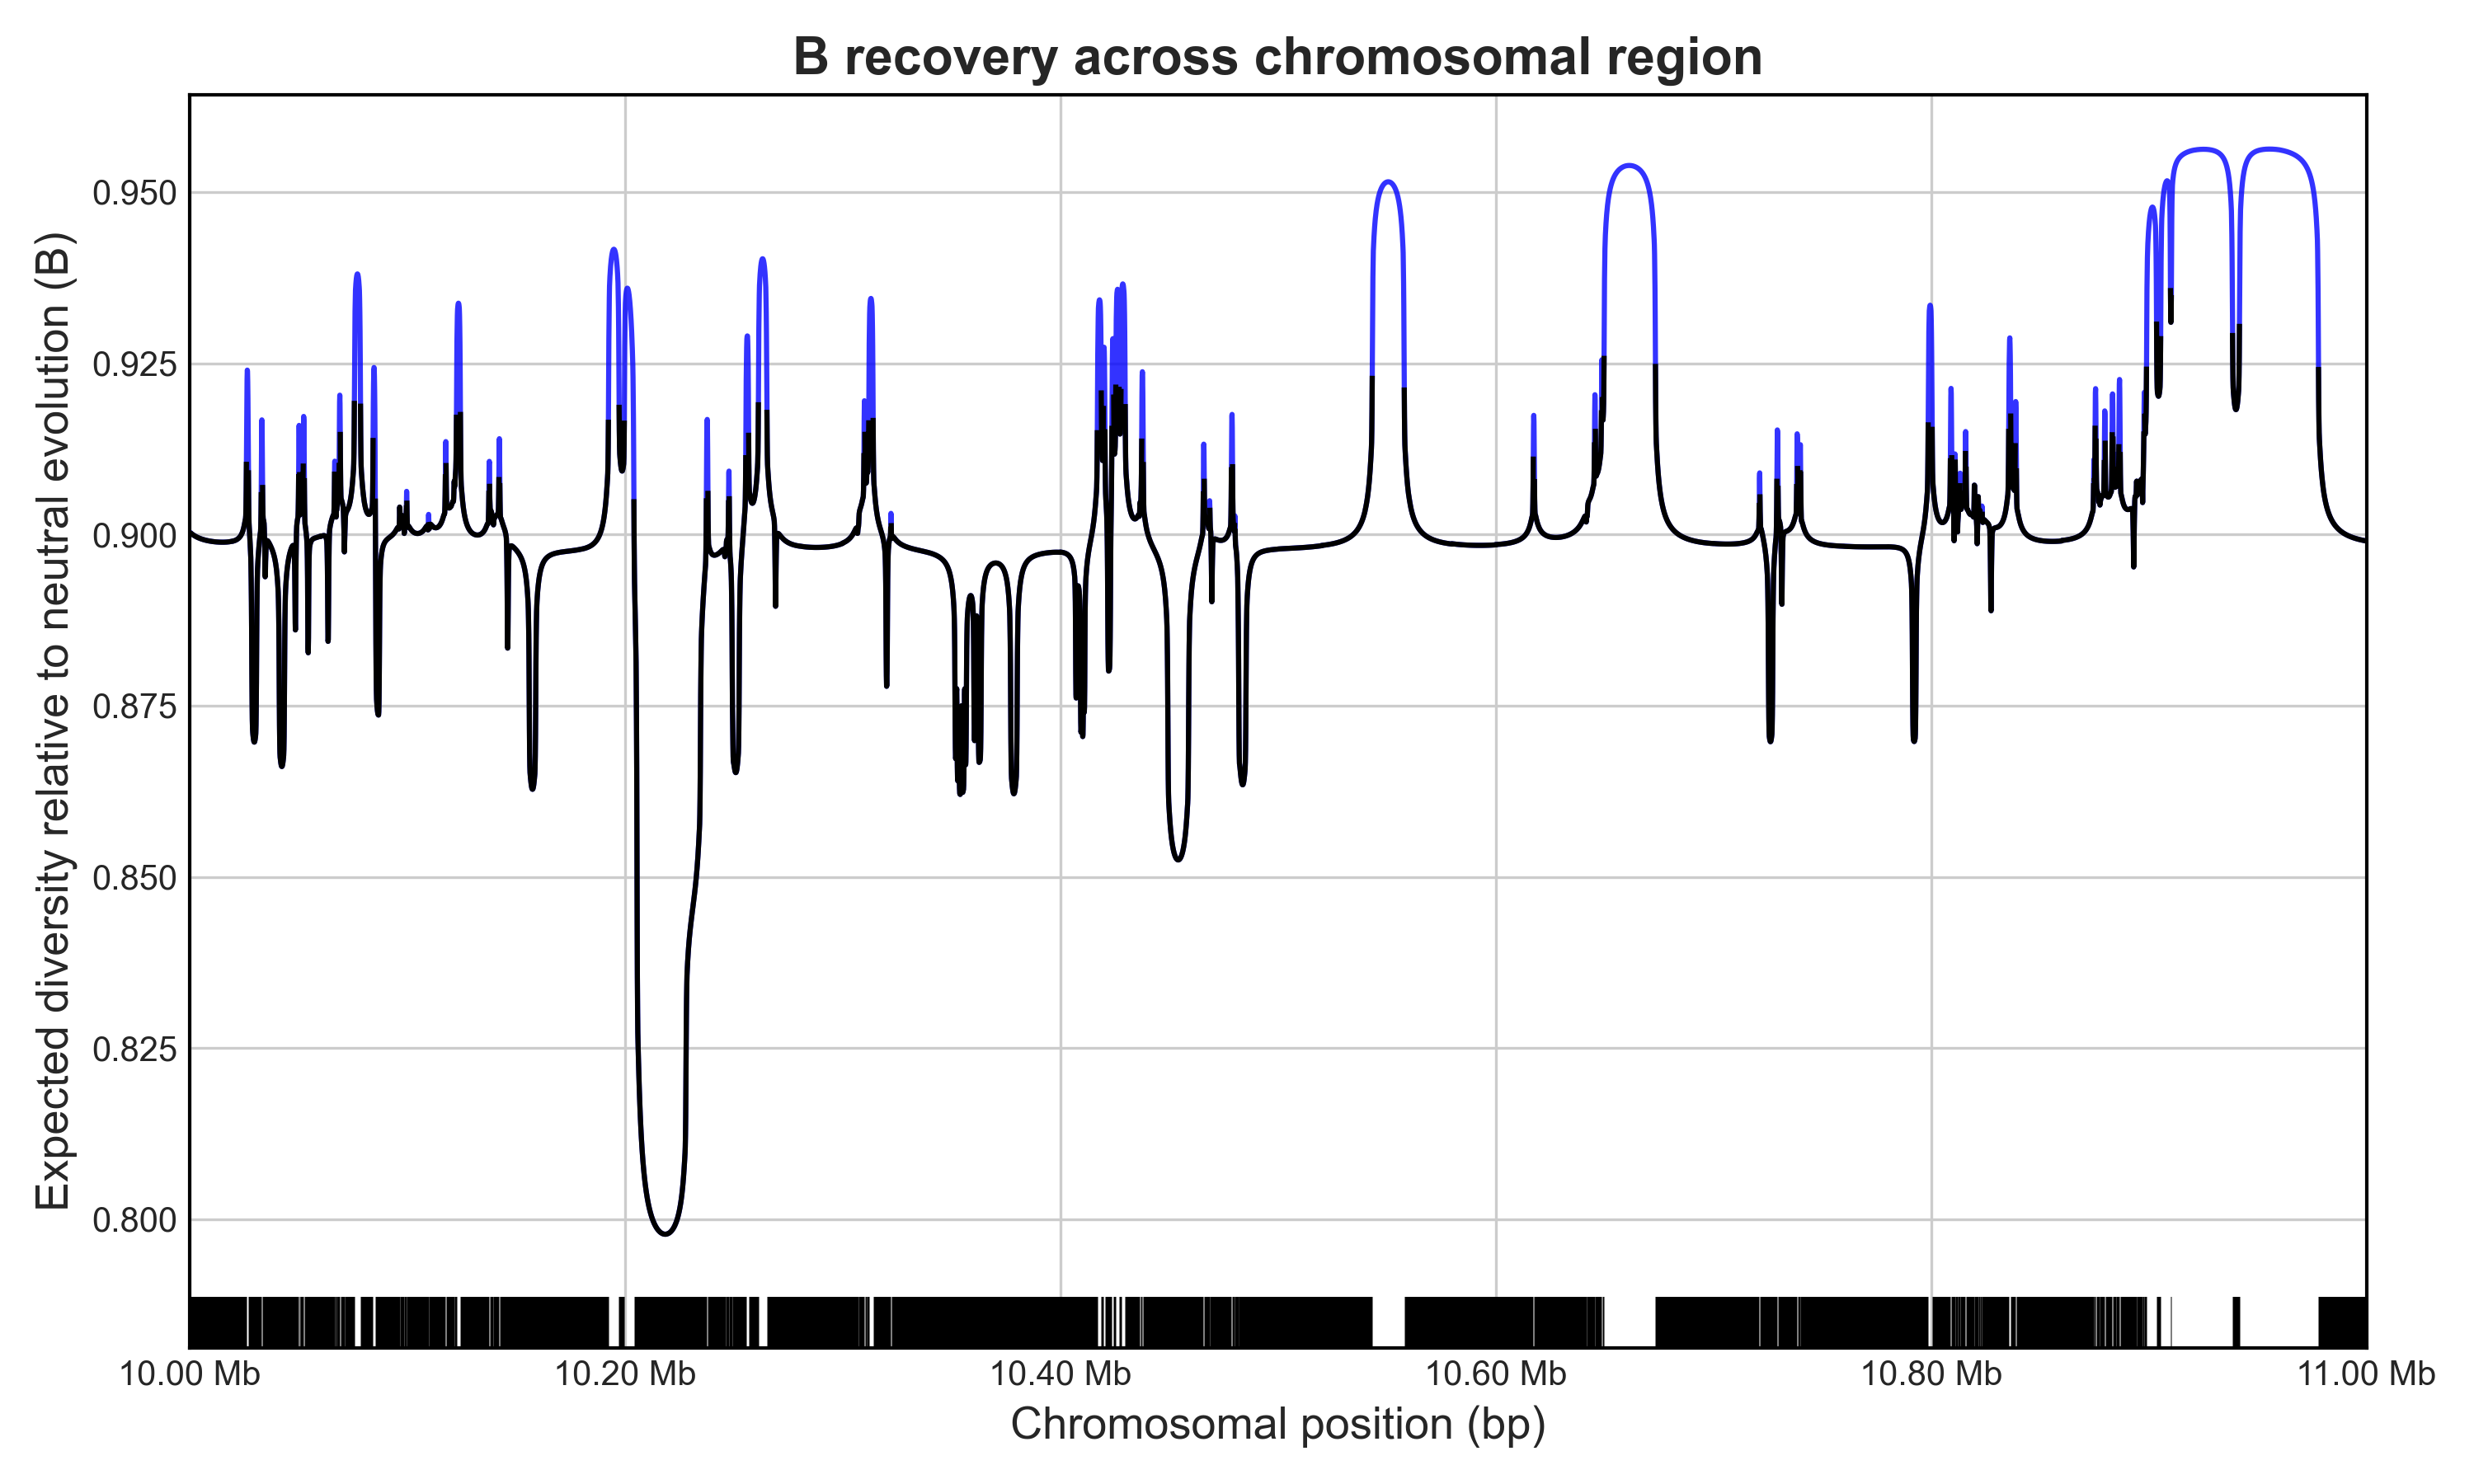 B recovery across chromosomal region
Expected diversity relative to neutral evolution (B)
0.950
0.925
0.900
0.875
0.850
0.825
0.800
10.00 Mb 10.20 Mb 10.40 Mb 10.60 Mb 10.80 Mb 11.00 Mb
Chromosomal position (bp)